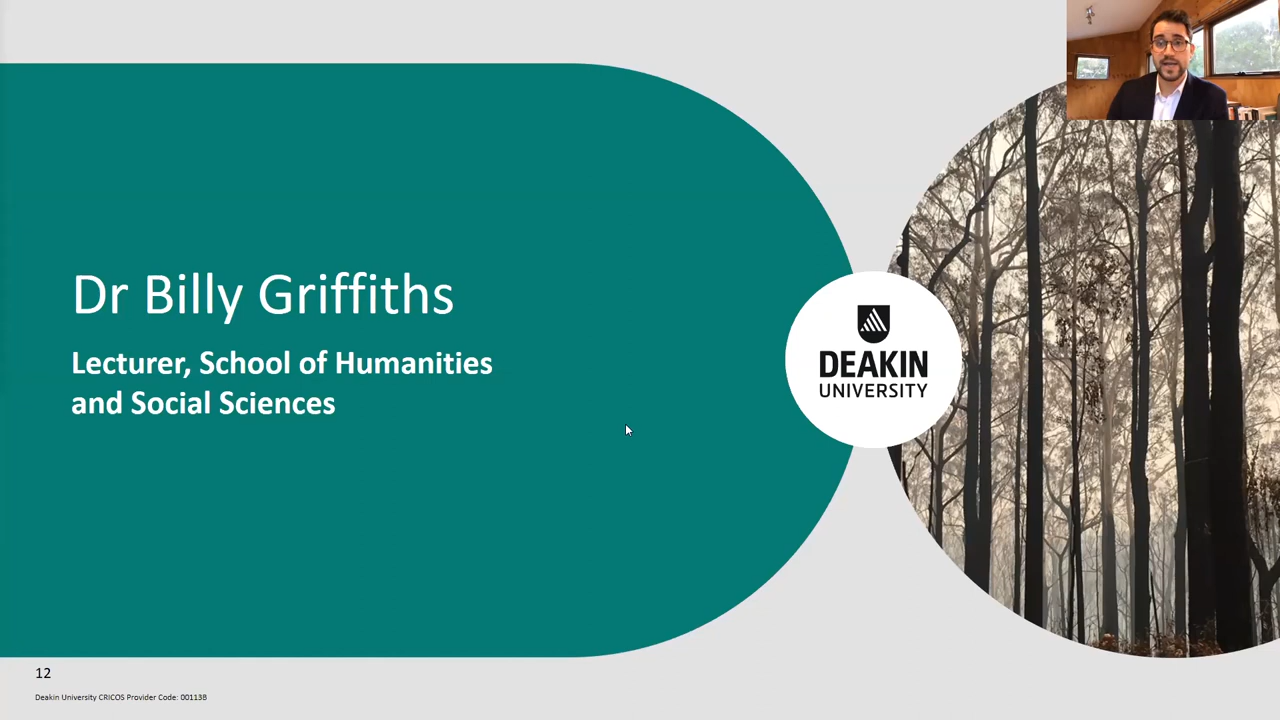 Dr Billy Griffiths
Lecturer, School of Humanities
and Social Sciences
DEAKIN
UNIVERSITY
12
Deakin University CRICOS Provider Code: 00113B